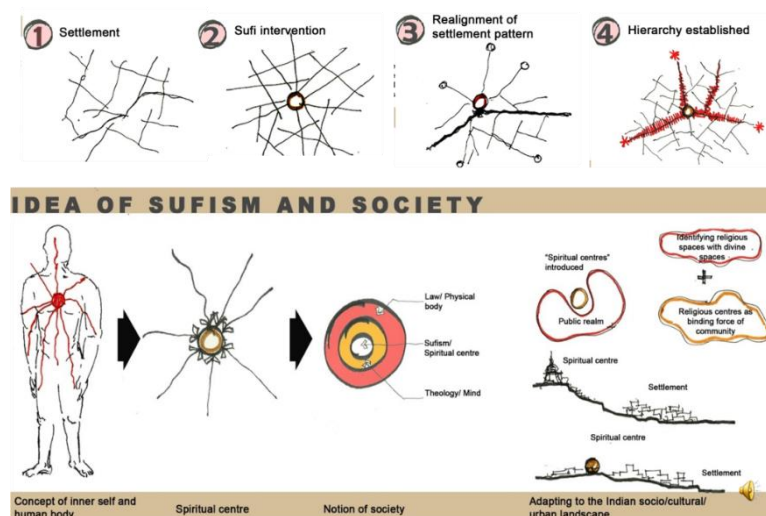 1 Settlement
2 Sufi intervention
3 Realignment of
settlement pattern
4 Hierarchy established
IDEA OF SUFISM AND SOCIETY
Law/ Physical
body
Sufism/
Spiritual centre
Theology/ Mind
"Spiritual centres"
introduced
Public realm
Identifying religious
spaces with divine
spaces
+
Religious centres as
binding force of
community
Spiritual centre
Settlement
Spiritual centre
Settlement
Concept of inner self and
human body
Spiritual centre
Notion of society
Adapting to the Indian socio/cultural/
urban landscape